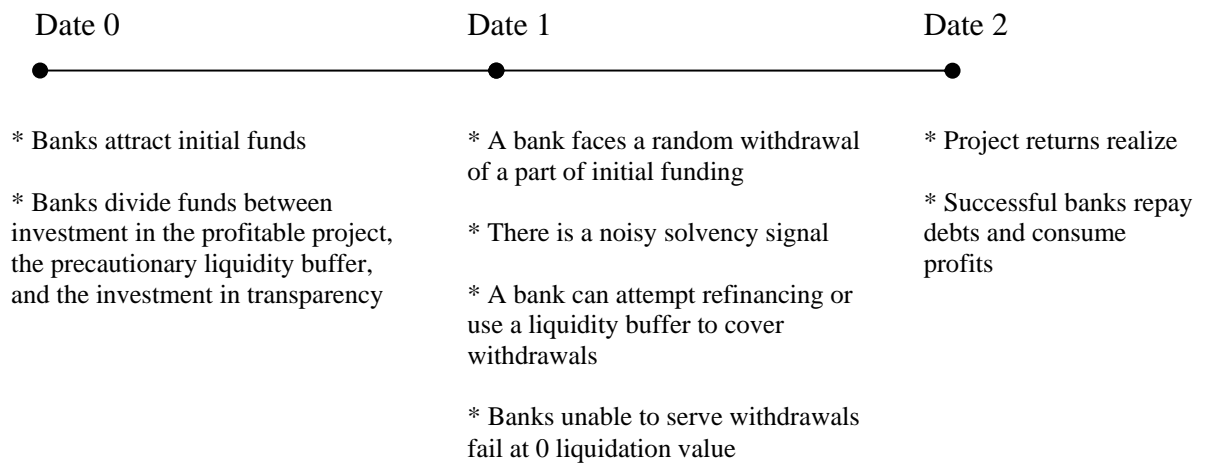 Date 0
Date 1
Date 2
* Banks attract initial funds
* Banks divide funds between
investment in the profitable project,
the precautionary liquidity buffer,
and the investment in transparency
* A bank faces a random withdrawal
of a part of initial funding
* There is a noisy solvency signal
* A bank can attempt refinancing or
use a liquidity buffer to cover
withdrawals
* Banks unable to serve withdrawals
fail at 0 liquidation value
* Project returns realize
* Successful banks repay
debts and consume
profits